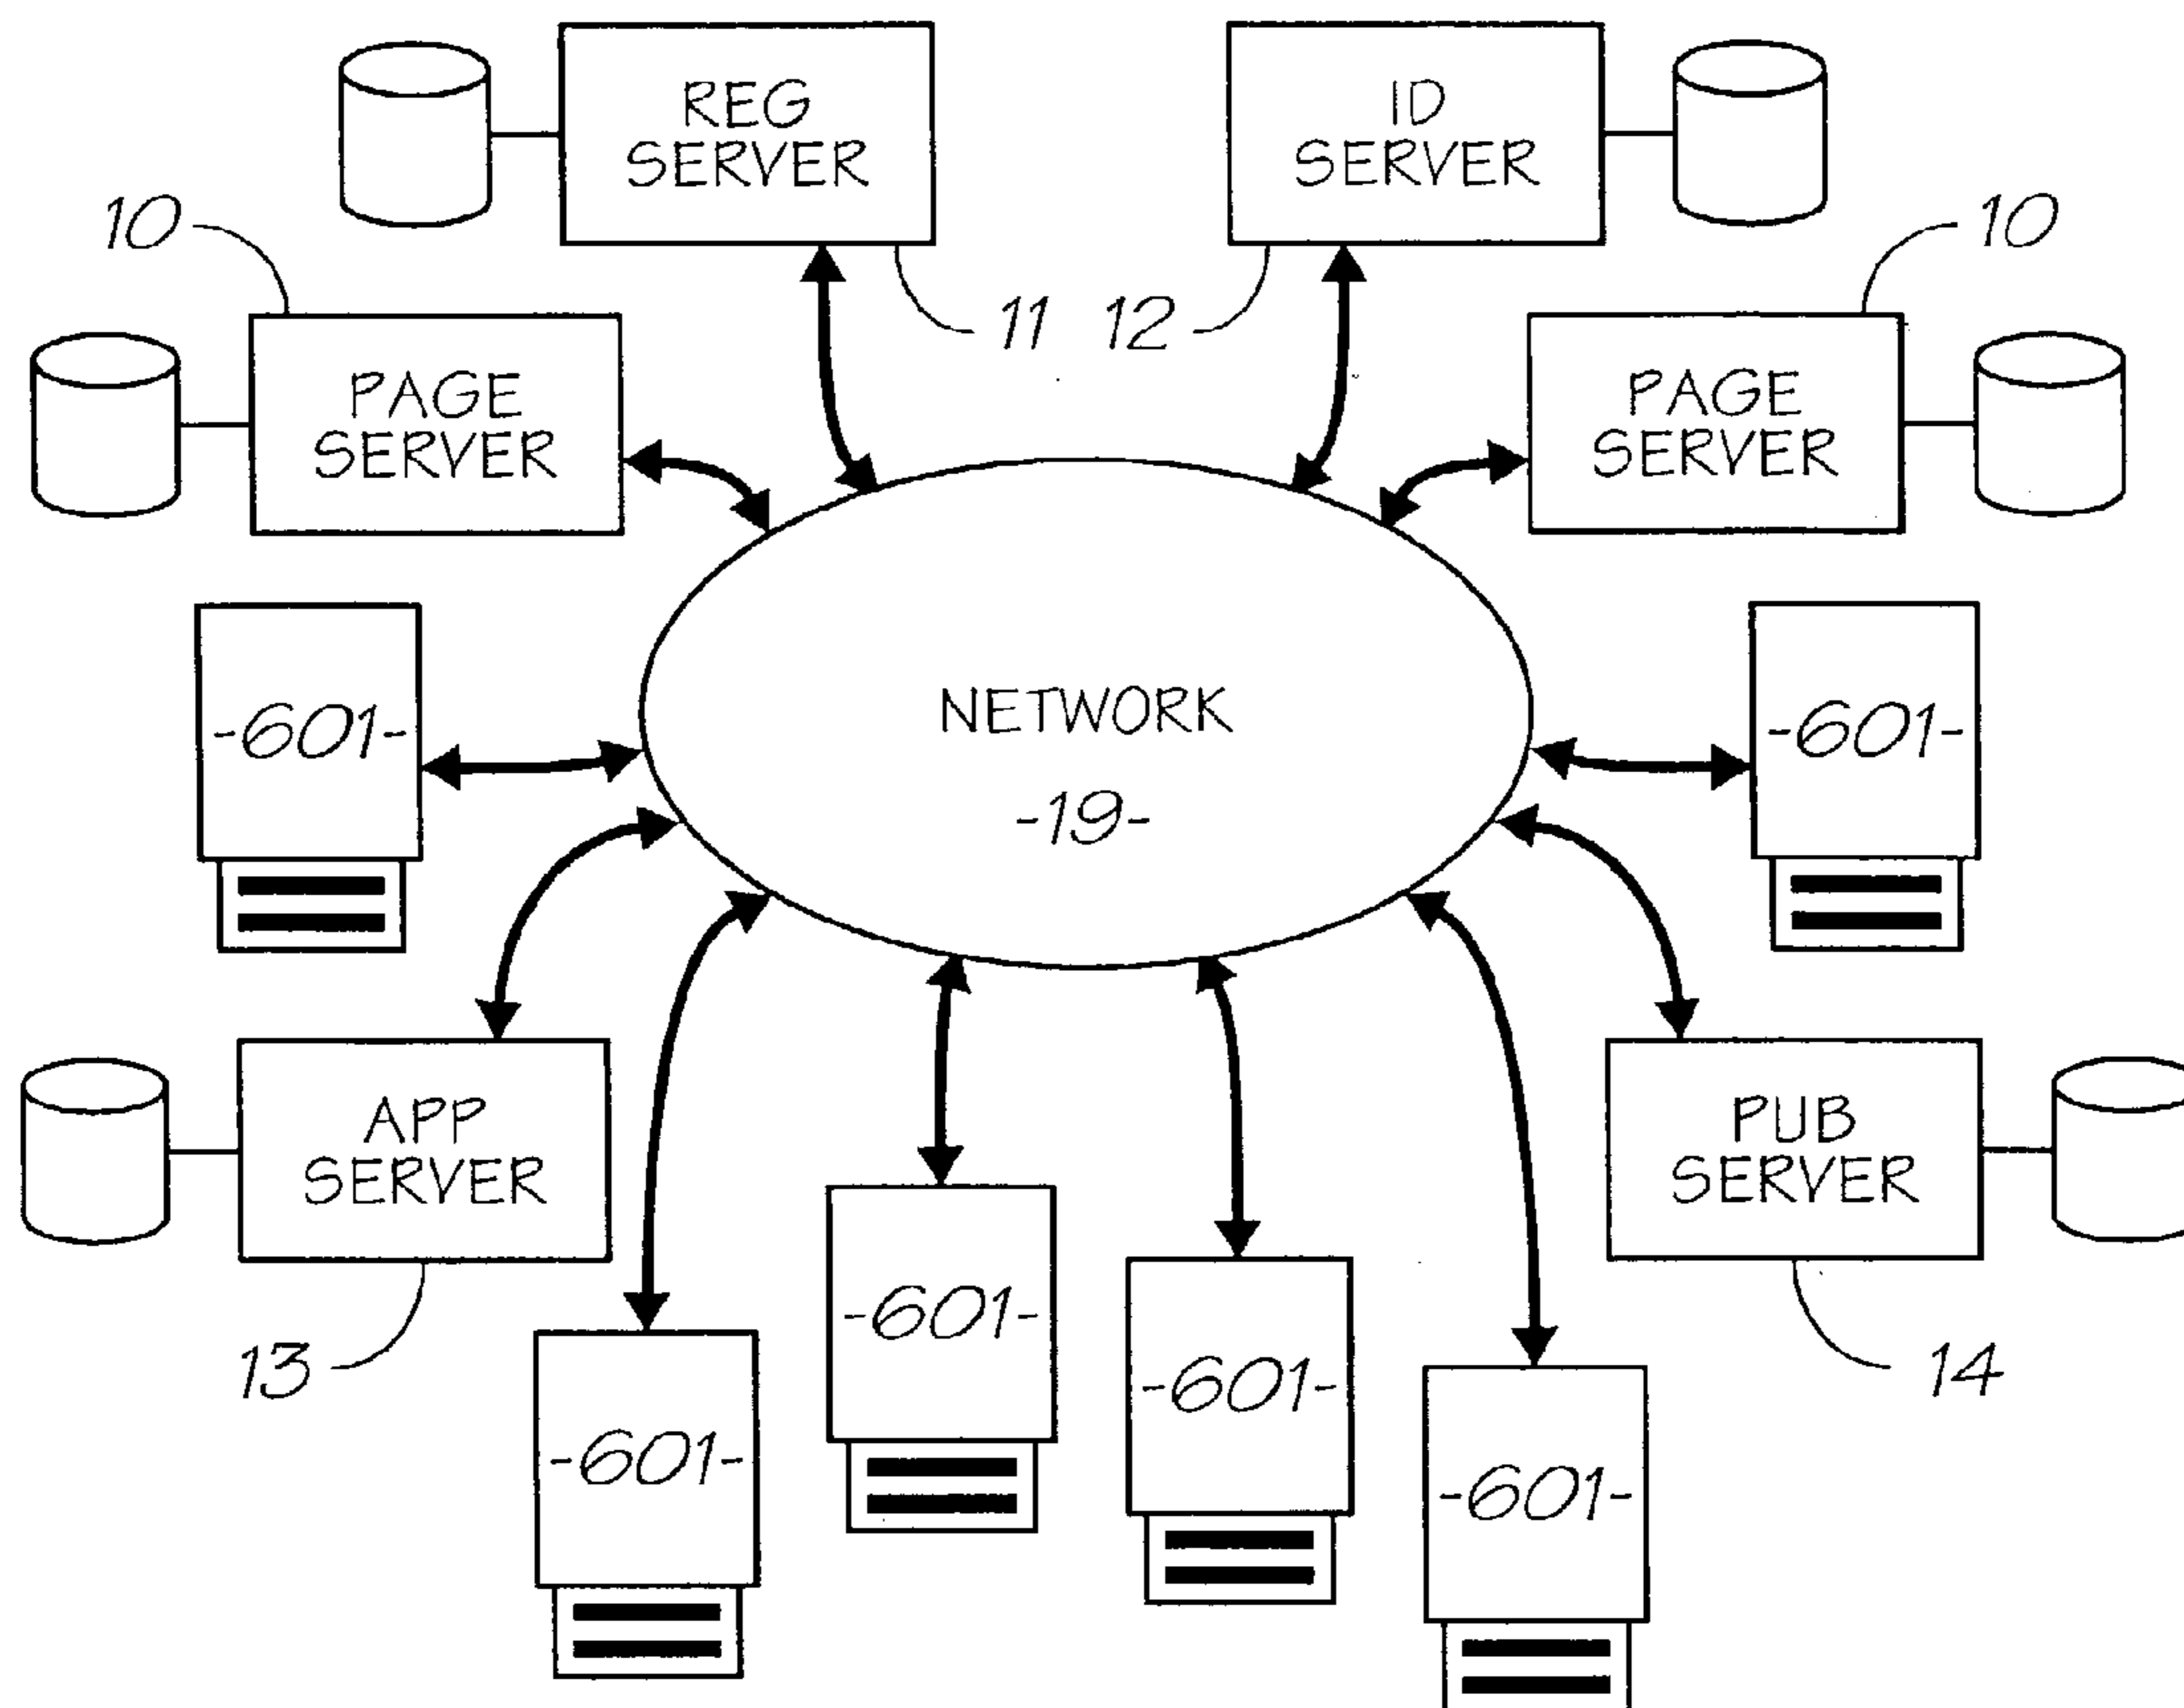 REG
SERVER
ID
SERVER
10
10
11
12
PAGE
SERVER
PAGE
SERVER
-601-
NETWORK
-19-
-601-
APP
SERVER
PUB
SERVER
13
-601-
-601-
-601-
-601-
14